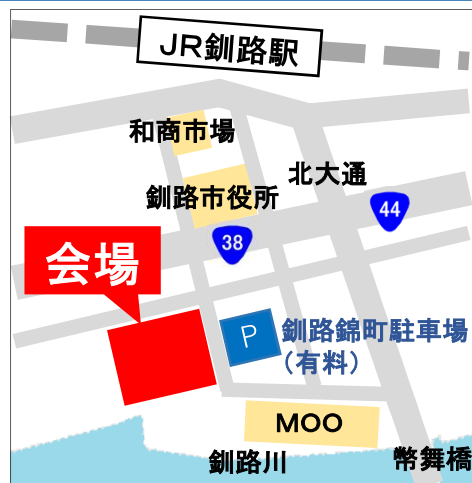 JR釧路駅
和商市場
北大通
釧路市役所
44
38
会場
P
釧路錦町駐車場
（有料）
MOO
釧路川
幣舞橋